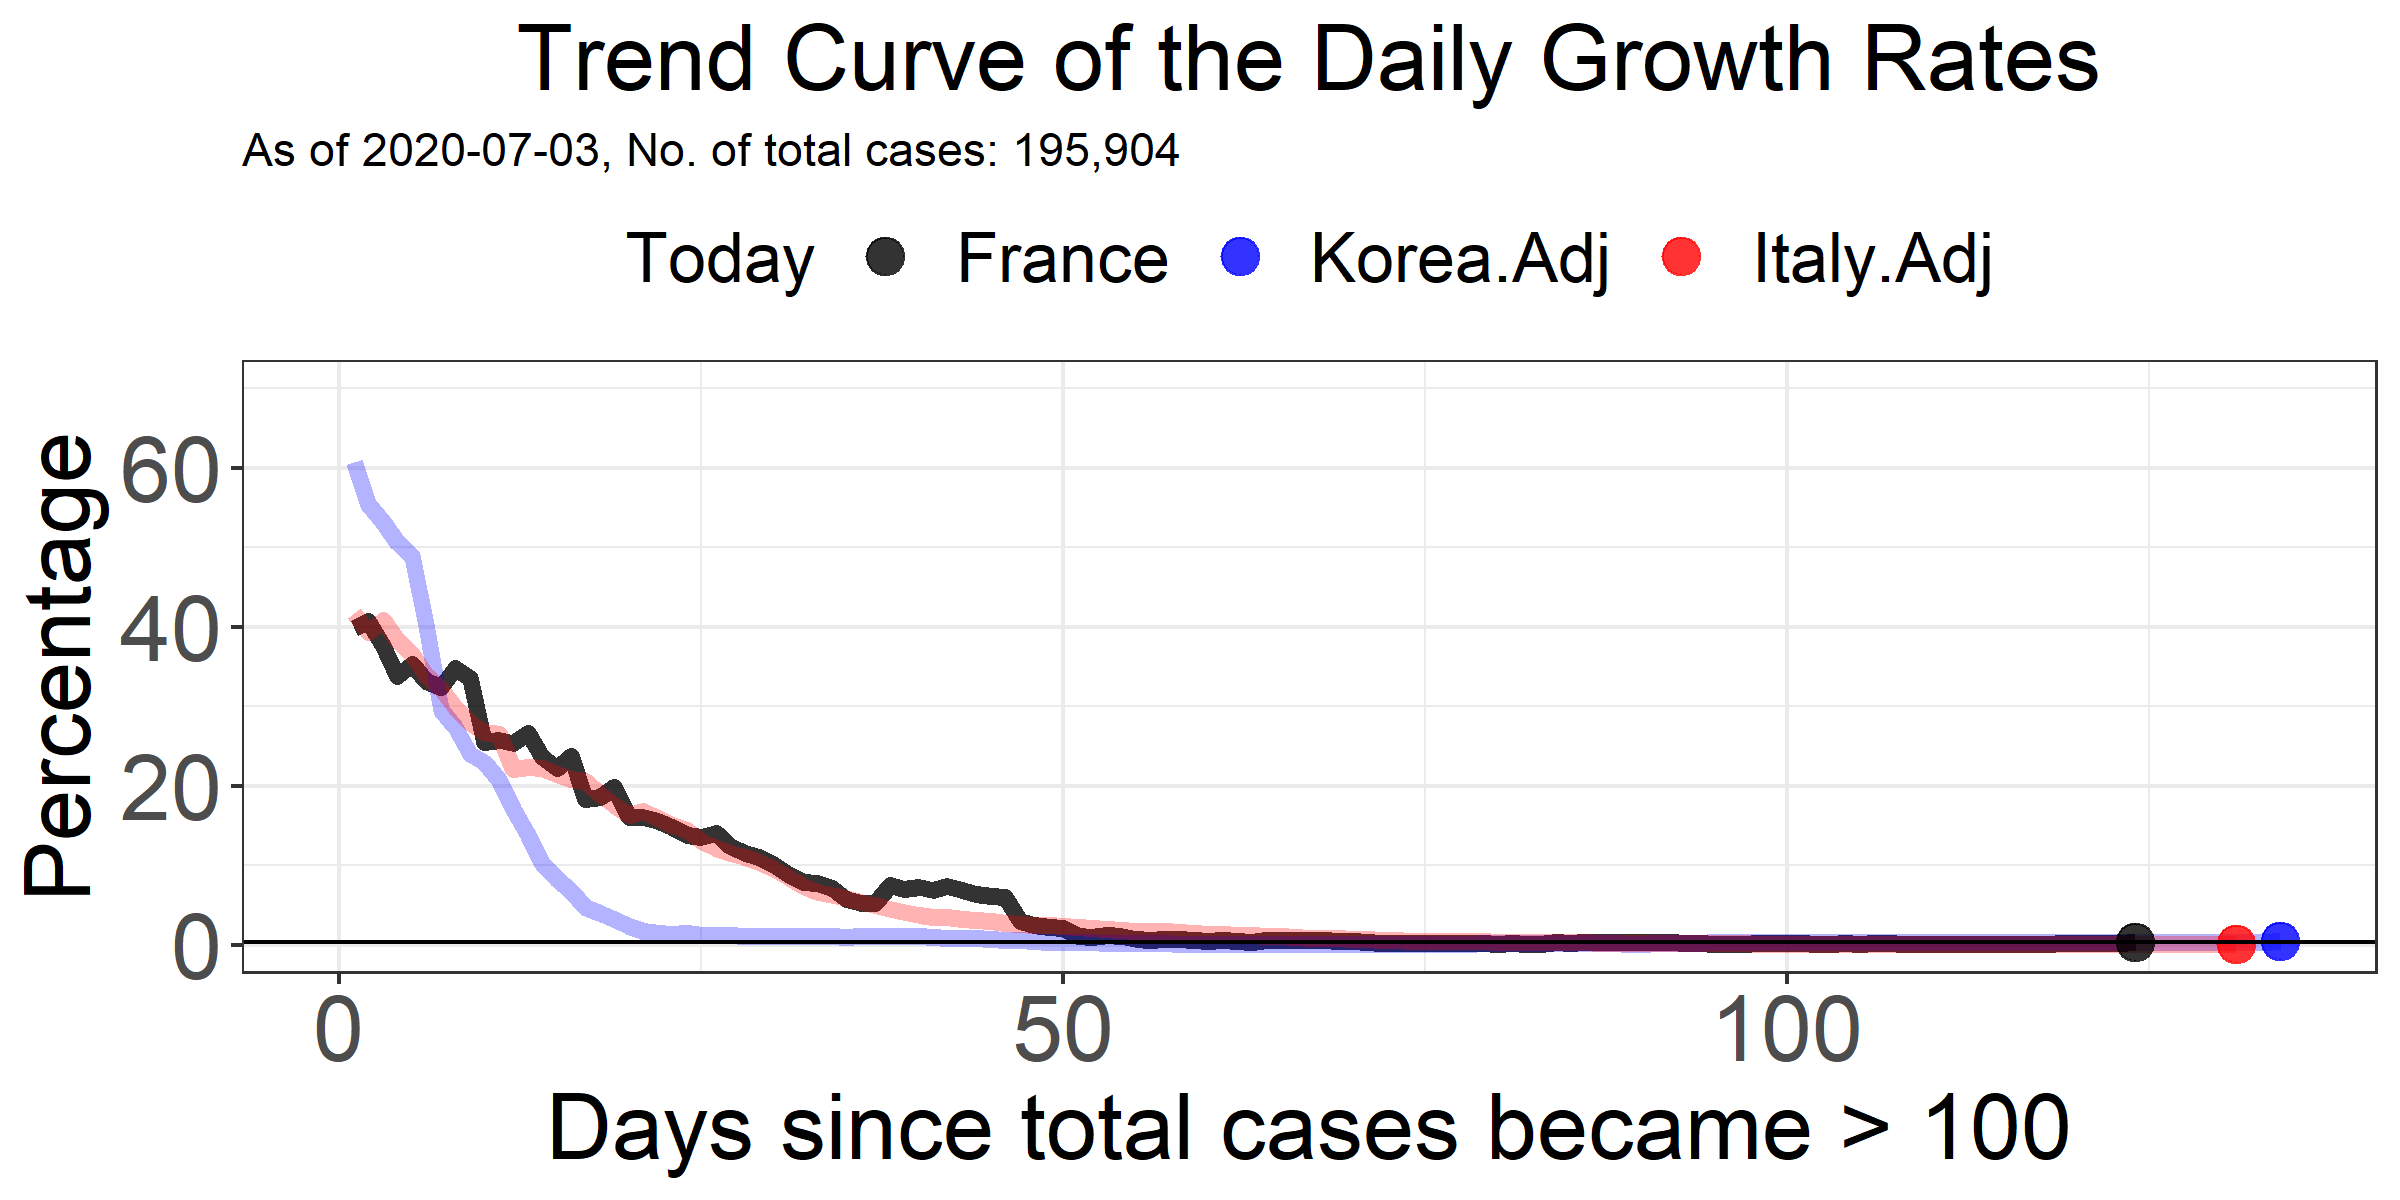 Trend Curve of the Daily Growth Rates
As of 2020-07-03, No. of total cases: 195,904
Today France Korea.Adj Italy.Adj
Percentage
60
40
20
0
0 50 100
Days since total cases became > 100